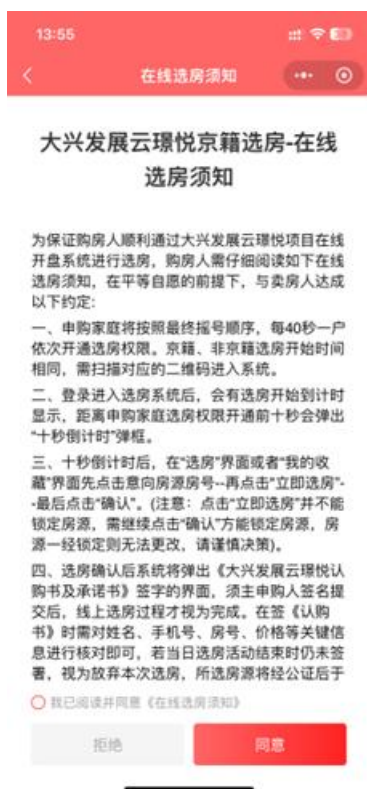 13:55
在线选房须知
大兴发展云璟悦京籍选房-在线
选房须知
为保证购房人顺利通过大兴发展云璟悦项目在线
开盘系统进行选房，购房人需仔细阅读如下在线
选房须知，在平等自愿的前提下，与卖房人达成
以下约定：
一、申购家庭将按照最终摇号顺序，每40秒一户
依次开通选房权限。京籍、非京籍选房开始时间
相同，需扫描对应的二维码进入系统。
二、登录进入选房系统后，会有选房开始倒计时
显示，距离申购家庭选房权限开通前十秒会弹出
“十秒倒计时”弹框。
三、十秒倒计时后，在“选房”界面或者“我的收
藏”界面先点击意向房源房号--再点击“立即选房”-
-最后点击“确认”。(注意：点击“立即选房”并不能
锁定房源，需继续点击“确认”方能锁定房源，房
源一经锁定则无法更改，请谨慎决策)。
四、选房确认后系统将弹出《大兴发展云璟悦认
购书及承诺书》签字的界面，须主申购人签名提
交后，线上选房过程才视为完成。在签《认购
书》时需对姓名、手机号、房号、价格等关键信
息进行核对即可，若当日选房活动结束时仍未签
署，视为放弃本次选房，所选房源将经公证后于
我已阅读并同意《在线选房须知》
拒绝
同意